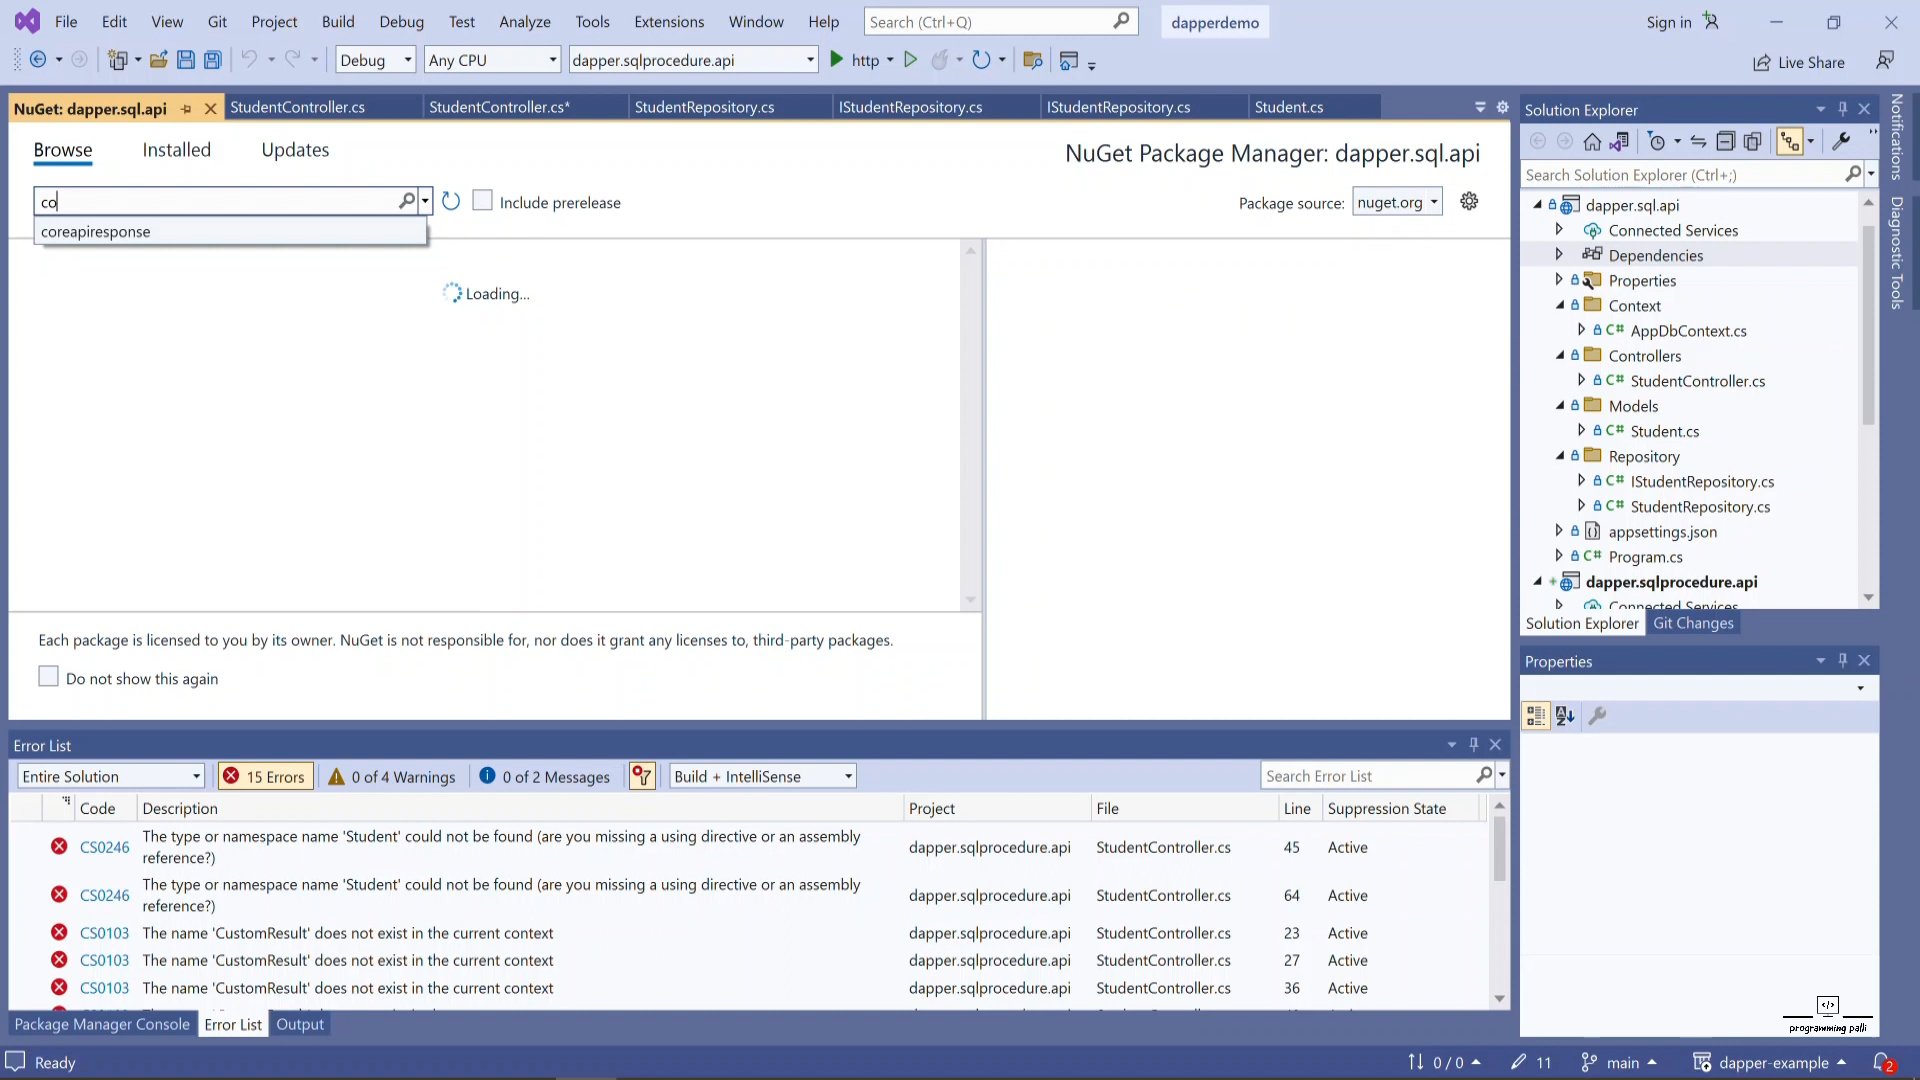 File Edit View Git Project Build Debug Test Analyze Tools Extensions Window Help Search (Ctrl+Q) dapperdemo Sign in
Debug Any CPU dapper.sqlprocedure.api http Live Share
NuGet: dapper.sql.api StudentController.cs StudentController.cs* StudentRepository.cs IStudentRepository.cs IStudentRepository.cs Student.cs
Browse Installed Updates
NuGet Package Manager: dapper.sql.api
co
Include prerelease
Package source: nuget.org
coreapiresponse
Loading...
Each package is licensed to you by its owner. NuGet is not responsible for, nor does it grant any licenses to, third-party packages.
Do not show this again
Solution Explorer
Search Solution Explorer (Ctrl+;)
dapper.sql.api
Connected Services
Dependencies
Properties
Context
C# AppDbContext.cs
Controllers
C# StudentController.cs
Models
C# Student.cs
Repository
C# IStudentRepository.cs
C# StudentRepository.cs
appsettings.json
C# Program.cs
dapper.sqlprocedure.api
Connected Services
Solution Explorer Git Changes
Properties
Notifications
Diagnostic Tools
Error List
Entire Solution 15 Errors 0 of 4 Warnings 0 of 2 Messages Build + IntelliSense Search Error List
Code Description Project File Line Suppression State
CS0246 The type or namespace name 'Student' could not be found (are you missing a using directive or an assembly
reference?) dapper.sqlprocedure.api StudentController.cs 45 Active
CS0246 The type or namespace name 'Student' could not be found (are you missing a using directive or an assembly
reference?) dapper.sqlprocedure.api StudentController.cs 64 Active
CS0103 The name 'CustomResult' does not exist in the current context dapper.sqlprocedure.api StudentController.cs 23 Active
CS0103 The name 'CustomResult' does not exist in the current context dapper.sqlprocedure.api StudentController.cs 27 Active
CS0103 The name 'CustomResult' does not exist in the current context dapper.sqlprocedure.api StudentController.cs 36 Active
Package Manager Console Error List Output
programming palli
Ready 0 / 0 11 main dapper-example 2